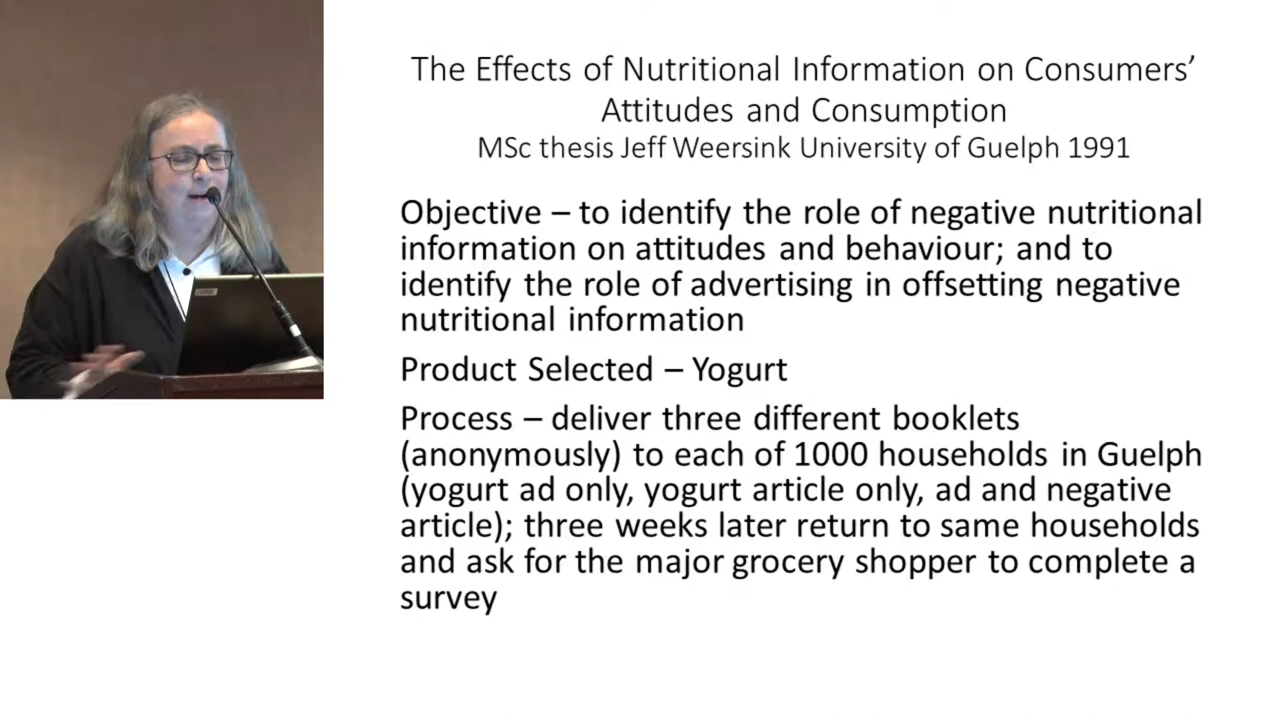 The Effects of Nutritional Information on Consumers’
Attitudes and Consumption
MSc thesis Jeff Weersink University of Guelph 1991
Objective – to identify the role of negative nutritional
information on attitudes and behaviour; and to
identify the role of advertising in offsetting negative
nutritional information
Product Selected – Yogurt
Process – deliver three different booklets
(anonymously) to each of 1000 households in Guelph
(yogurt ad only, yogurt article only, ad and negative
article); three weeks later return to same households
and ask for the major grocery shopper to complete a
survey